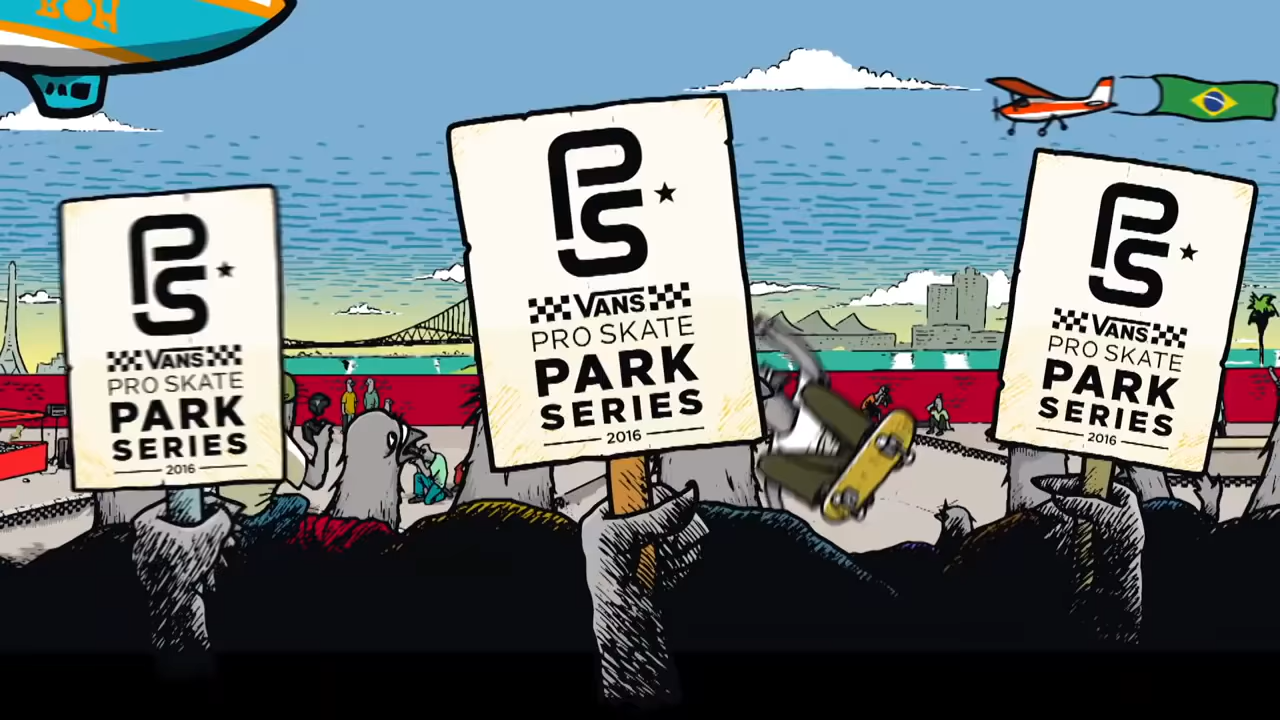 BOH
PS
VANS
PRO SKATE
PARK
SERIES
2016
PS
VANS
PRO SKATE
PARK
SERIES
2016
PS
VANS
PRO SKATE
PARK
SERIES
2016